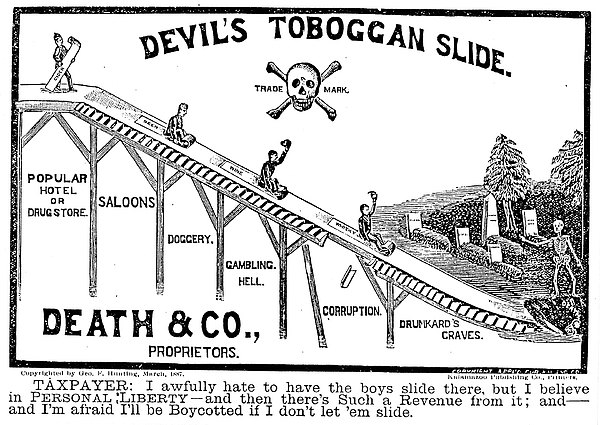 DEVIL'S TOBOGGAN SLIDE.
TRADE MARK.
BEER
WINE
WHISKEY
POPULAR
HOTEL
OR
DRUGSTORE.
SALOONS
DOGGERY.
GAMBLING.
HELL.
CORRUPTION.
DRUNKARD'S
GRAVES.
DEATH & CO.,
PROPRIETORS.
Copyrighted by Geo. E. Hunting, March, 1887.
Kalamazoo Publishing Co., Printers.
TAXPAYER: I awfully hate to have the boys slide there, but I believe
in PERSONAL LIBERTY—and then there's Such a Revenue from it; and—
and I'm afraid I'll be Boycotted if I don't let 'em slide.